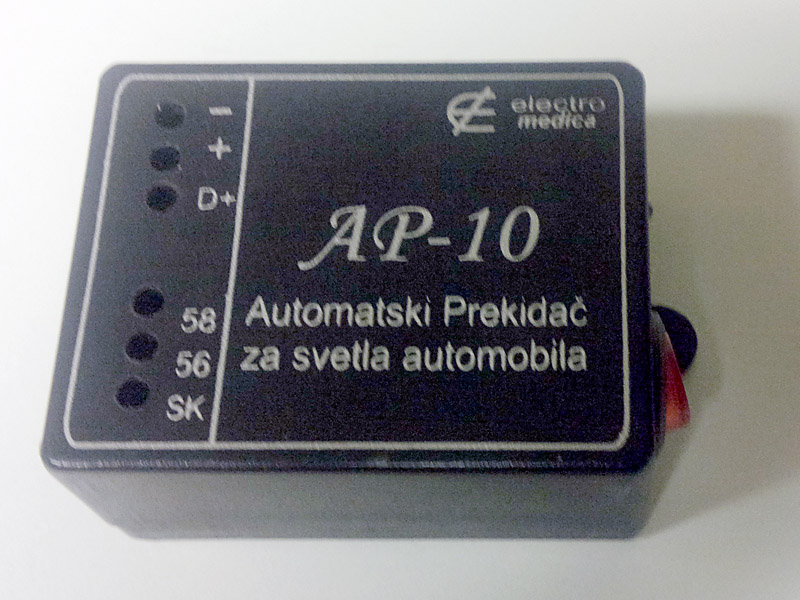 −
+
D+
58
56
SK
electro
medica
AP-10
Automatski Prekidač
za svetla automobila